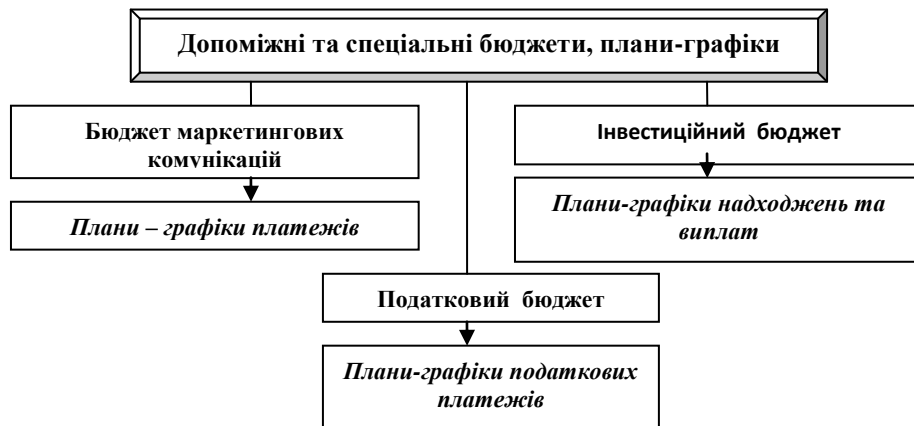 Допоміжні та спеціальні бюджети, плани-графіки
Бюджет маркетингових
комунікацій
Інвестиційний бюджет
Плани – графіки платежів
Плани-графіки надходжень та
виплат
Податковий бюджет
Плани-графіки податкових
платежів